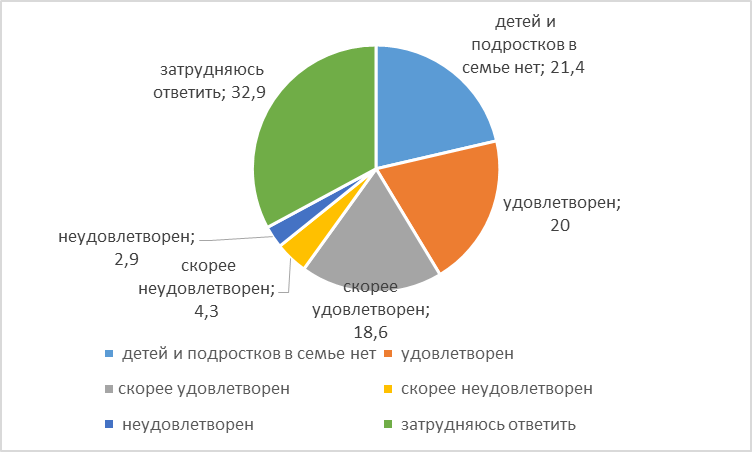 детей и
подростков в
семье нет; 21,4
затрудняюсь
ответить; 32,9
удовлетворен;
20
неудовлетворен;
2,9
скорее
неудовлетворен;
4,3
скорее
удовлетворен;
18,6
детей и подростков в семье нет
удовлетворен
скорее удовлетворен
скорее неудовлетворен
неудовлетворен
затрудняюсь ответить